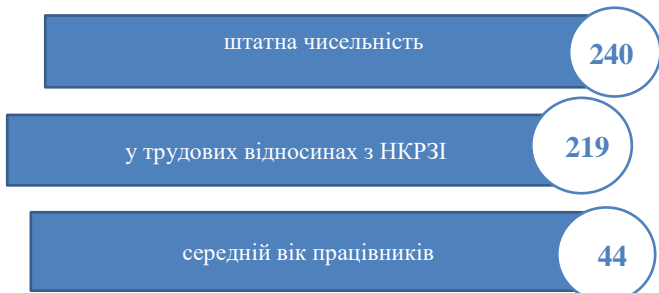 штатна чисельність
240
у трудових відносинах з НКРЗІ
219
середній вік працівників
44